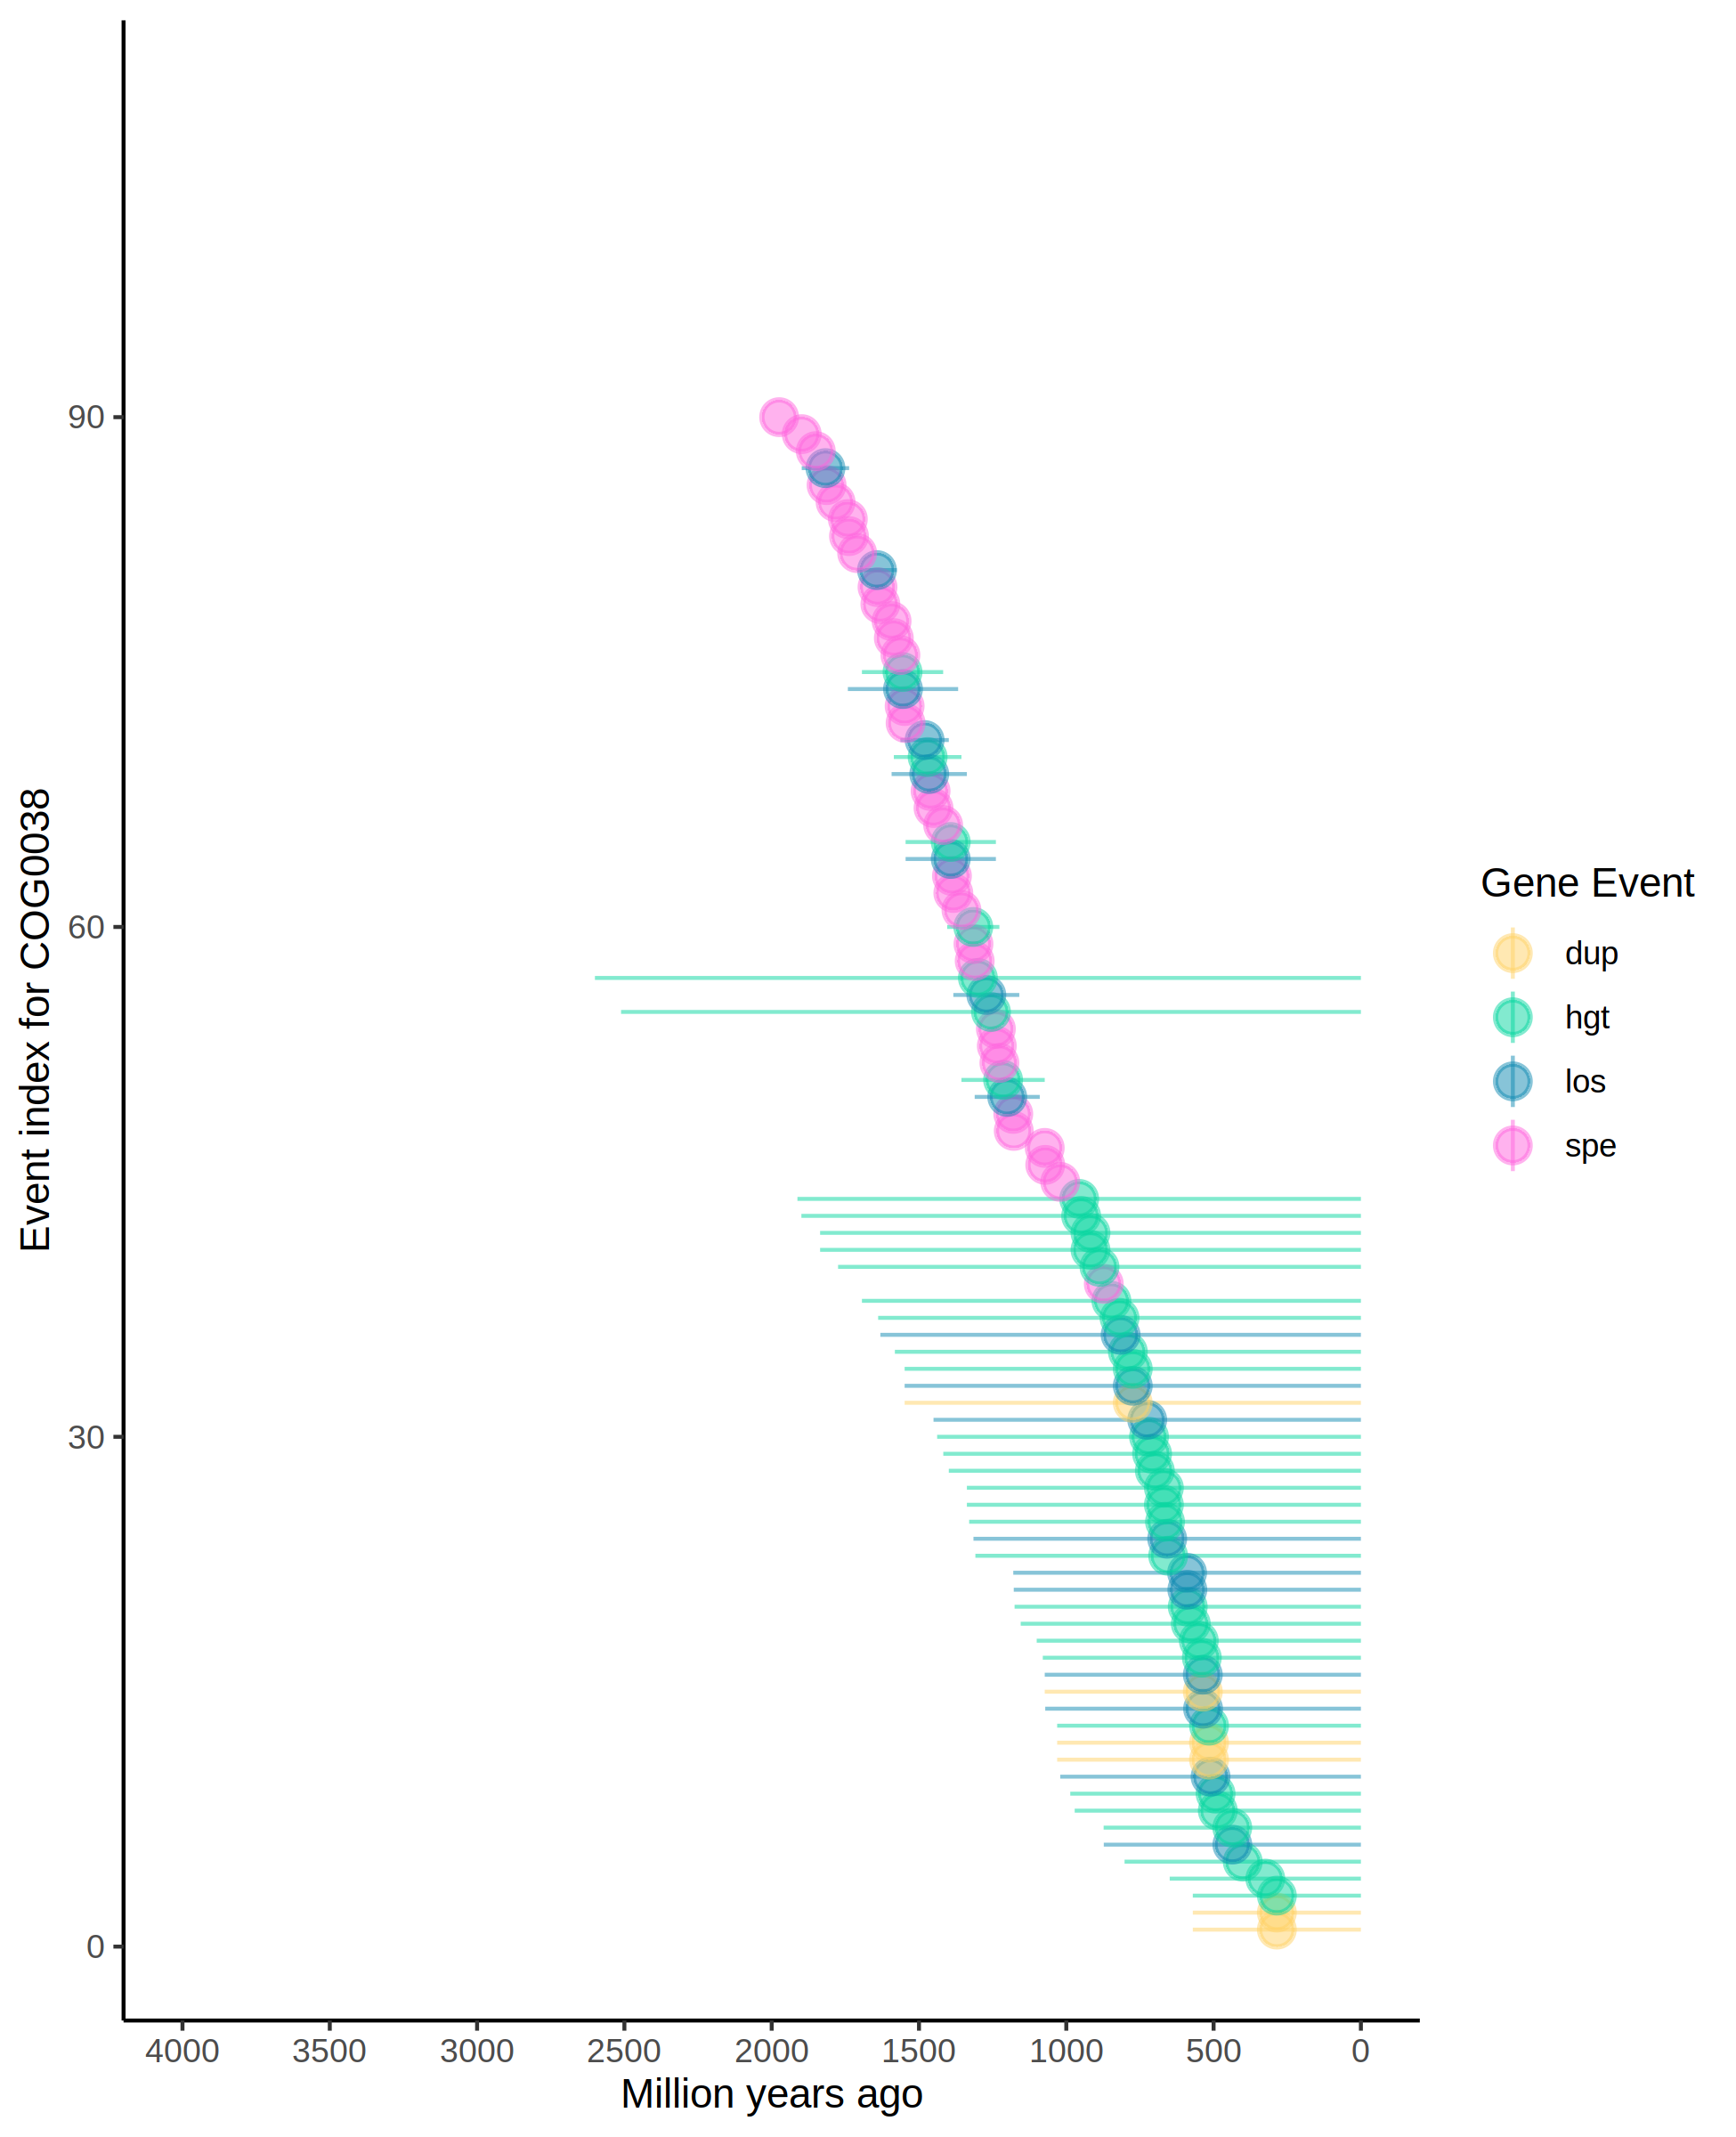 90
60
30
0
Event index for COG0038
4000 3500 3000 2500 2000 1500 1000 500 0
Million years ago
Gene Event
dup
hgt
los
spe